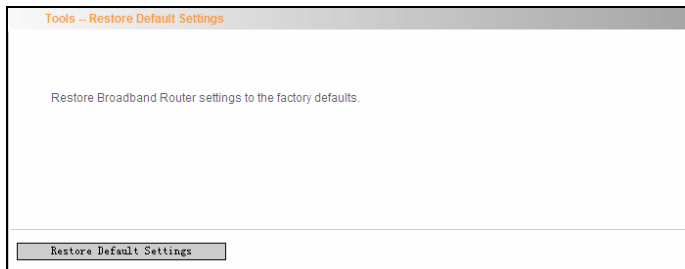 Tools -- Restore Default Settings
Restore Broadband Router settings to the factory defaults.
Restore Default Settings